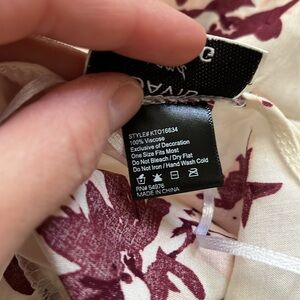 STYLE# KTO16634
100% Viscose
Exclusive of Decoration
One Size Fits Most
Do Not Bleach / Dry Flat
Do Not Iron / Hand Wash Cold
RN# 54976
MADE IN CHINA